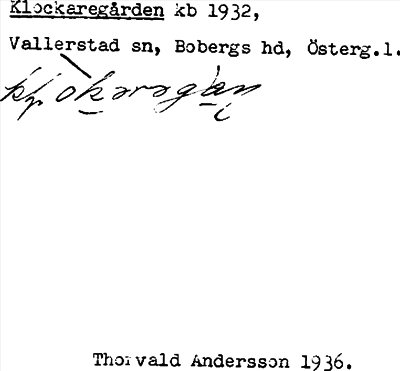 Klockaregården kb 1932,
Vallerstad sn, Bobergs hd, Österg.l.
Thorvald Andersson 1936.